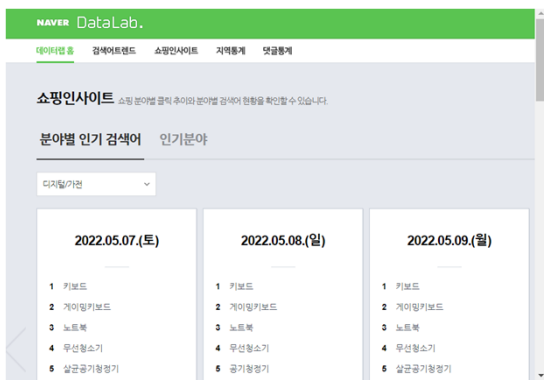 NAVER DataLab.
데이터랩 홈 검색어트렌드 쇼핑인사이트 지역통계 댓글통계
쇼핑인사이트 쇼핑 분야별 클릭 추이와 분야별 검색어 현황을 확인할 수 있습니다.
분야별 인기 검색어 인기분야
디지털/가전
2022.05.07.(토)
1 키보드
2 게이밍키보드
3 노트북
4 무선청소기
5 살균공기청정기
2022.05.08.(일)
1 키보드
2 게이밍키보드
3 노트북
4 무선청소기
5 공기청정기
2022.05.09.(월)
1 키보드
2 게이밍키보드
3 노트북
4 무선청소기
5 살균공기청정기